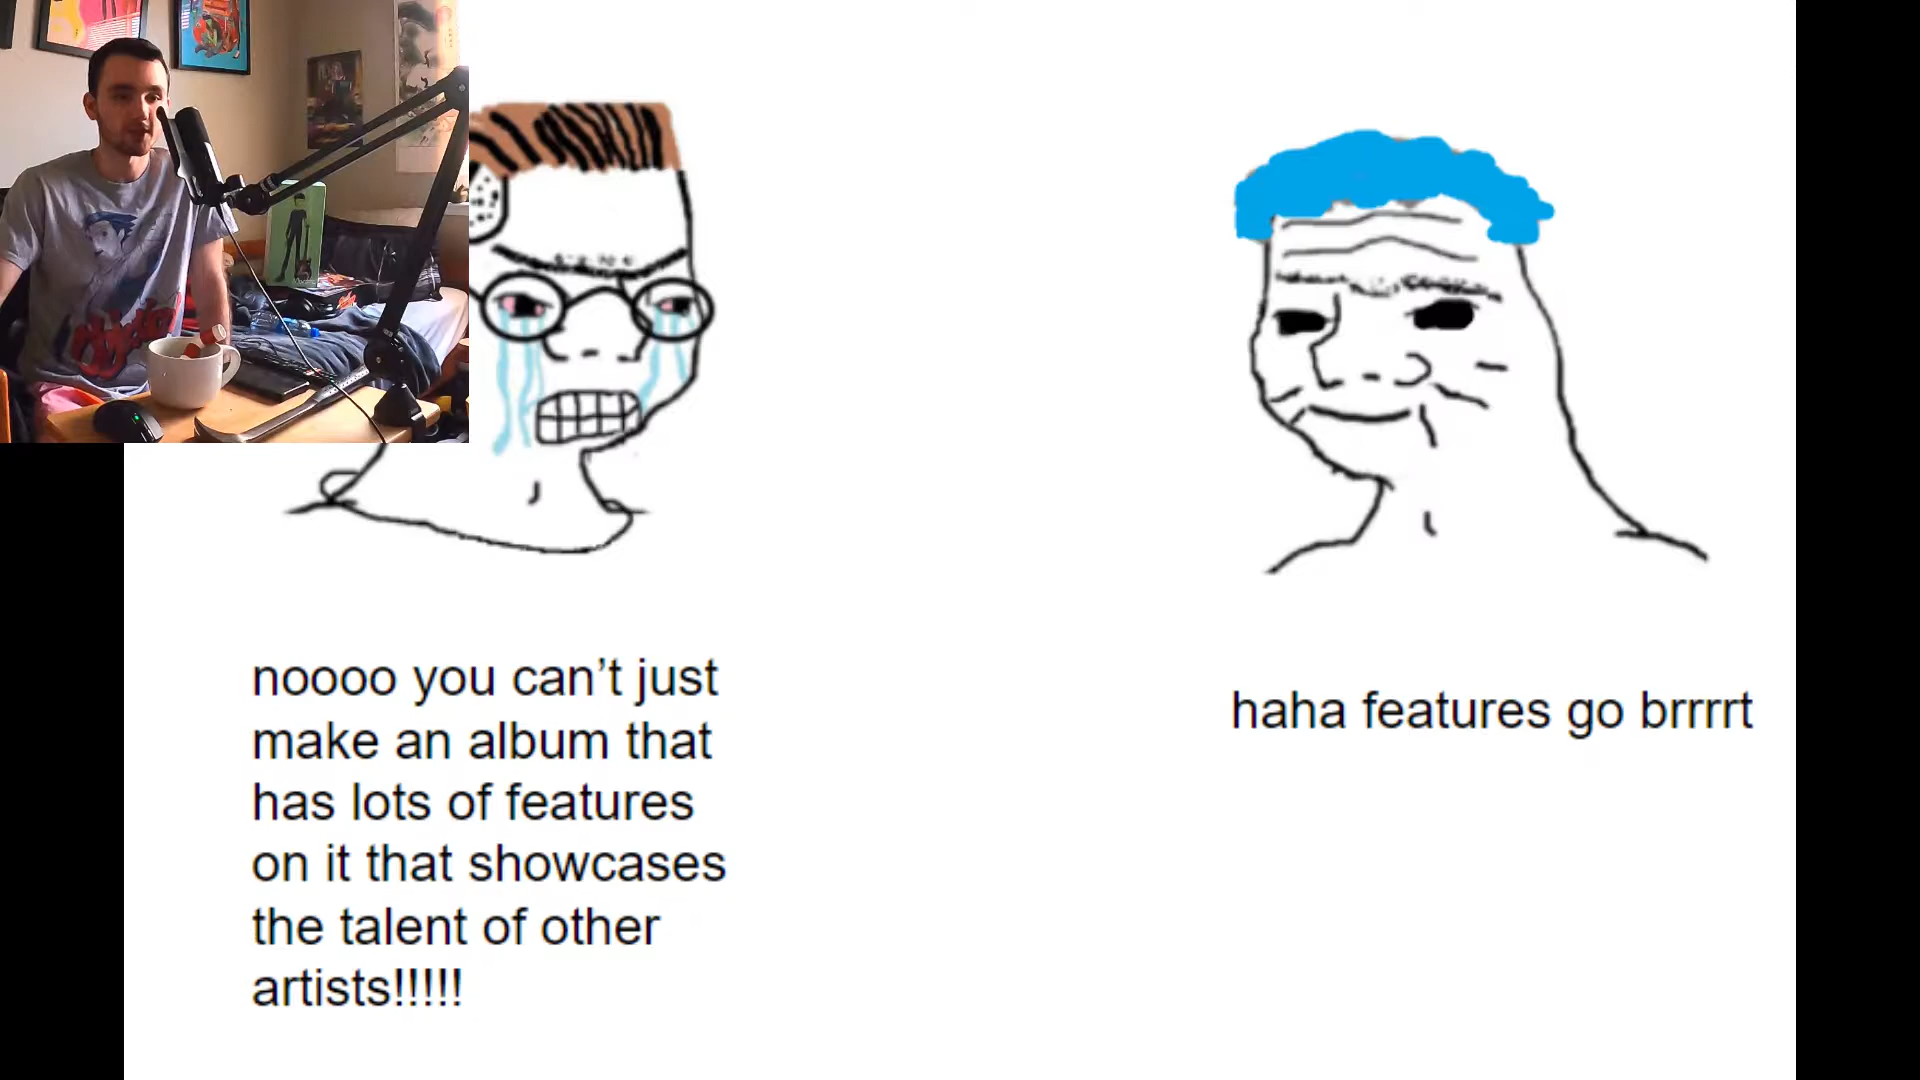 noooo you can’t just
make an album that
has lots of features
on it that showcases
the talent of other
artists!!!!!
haha features go brrrrt